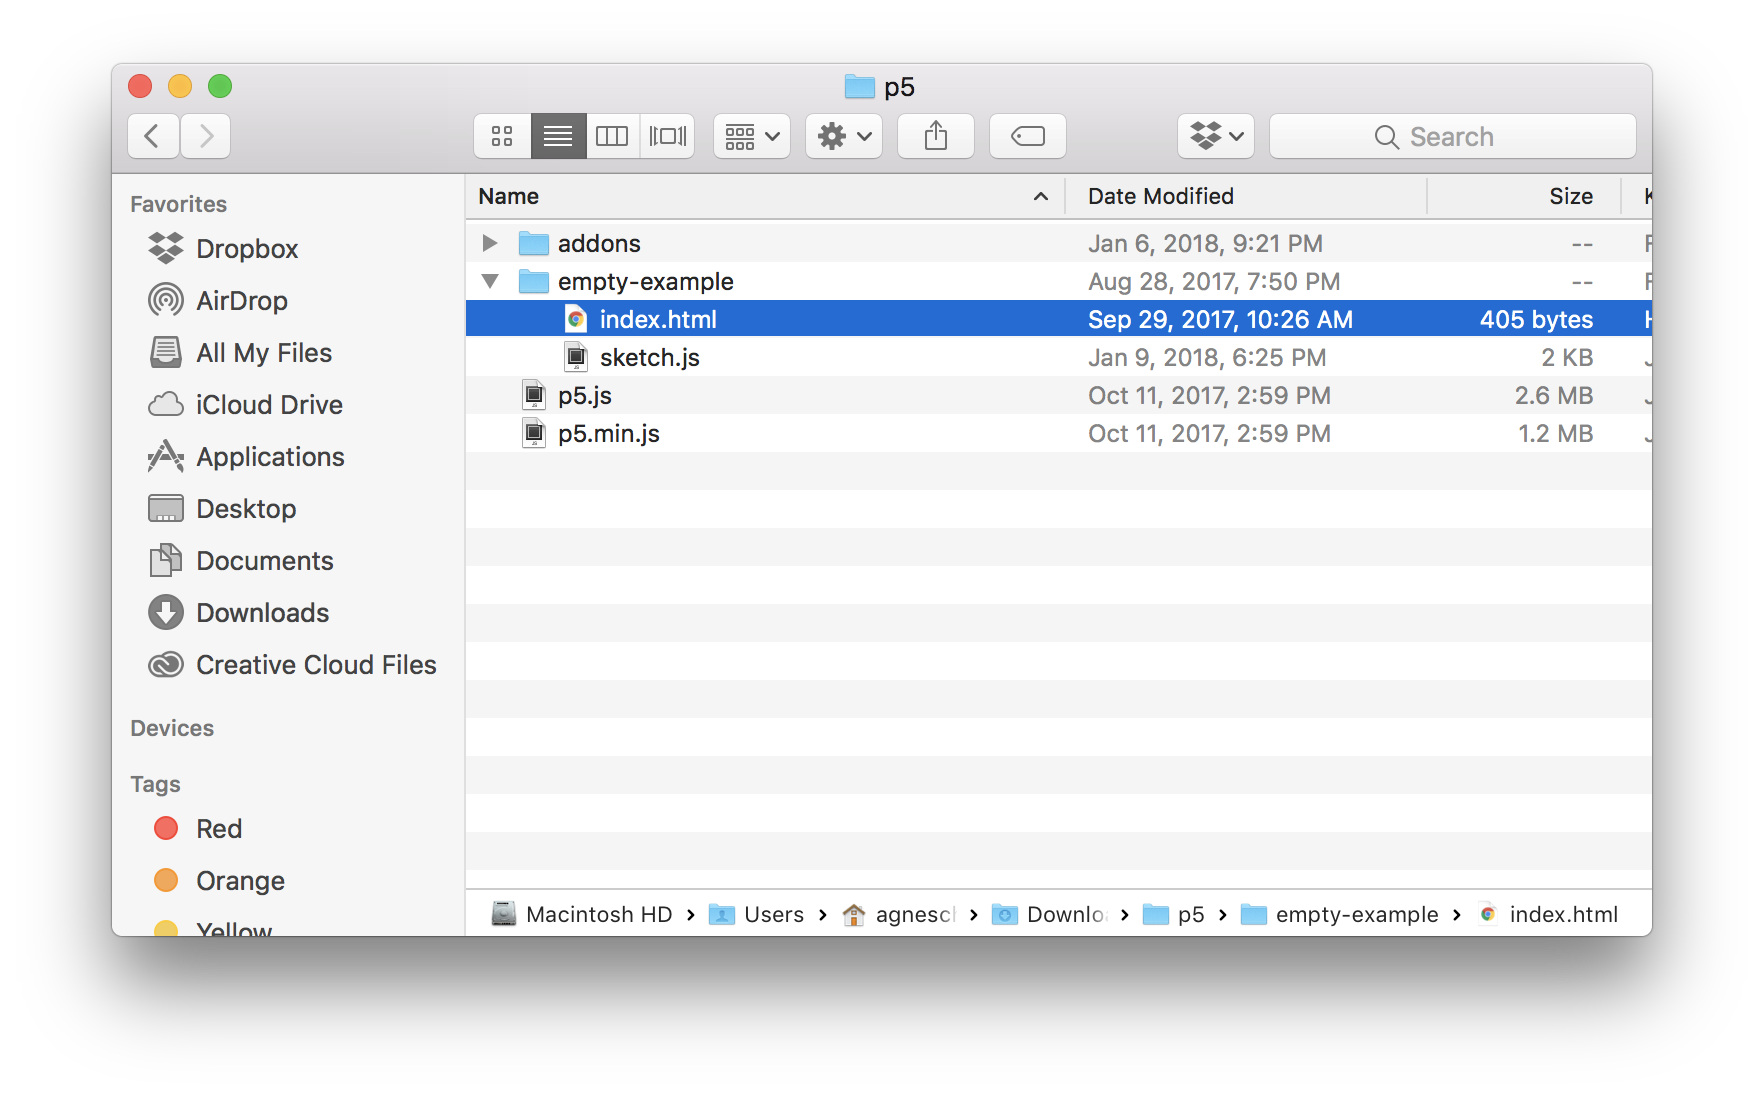 p5
Search
Favorites
Dropbox
AirDrop
All My Files
iCloud Drive
Applications
Desktop
Documents
Downloads
Creative Cloud Files
Devices
Tags
Red
Orange
Yellow
Name Date Modified Size
addons Jan 6, 2018, 9:21 PM --
empty-example Aug 28, 2017, 7:50 PM --
index.html Sep 29, 2017, 10:26 AM 405 bytes
sketch.js Jan 9, 2018, 6:25 PM 2 KB
p5.js Oct 11, 2017, 2:59 PM 2.6 MB
p5.min.js Oct 11, 2017, 2:59 PM 1.2 MB
Macintosh HD › Users › agnesc › Downlo › p5 › empty-example › index.html